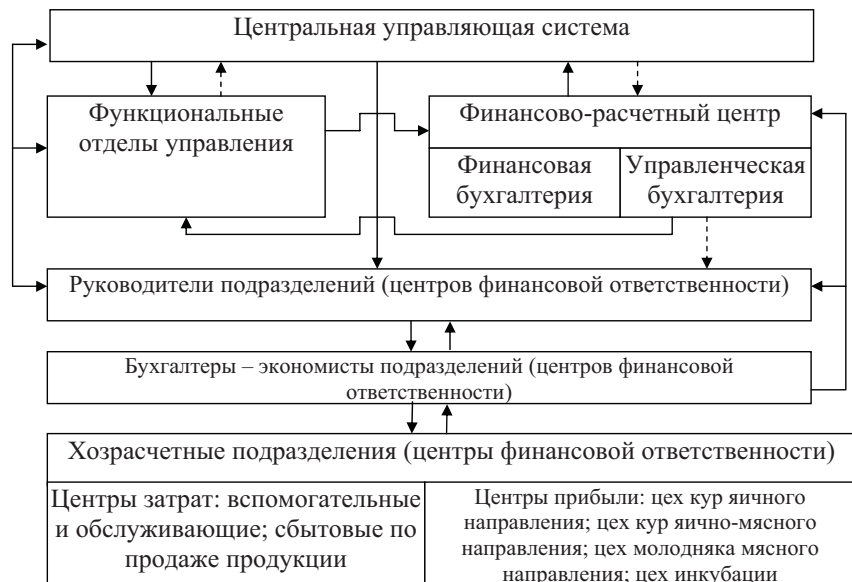 Центральная управляющая система
Функциональные
отделы управления
Финансово-расчетный центр
Финансовая
бухгалтерия
Управленческая
бухгалтерия
Руководители подразделений (центров финансовой ответственности)
Бухгалтеры – экономисты подразделений (центров финансовой
ответственности)
Хозрасчетные подразделения (центры финансовой ответственности)
Центры затрат: вспомогательные
и обслуживающие; сбытовые по
продаже продукции
Центры прибыли: цех кур яичного
направления; цех кур яично-мясного
направления; цех молодняка мясного
направления; цех инкубации